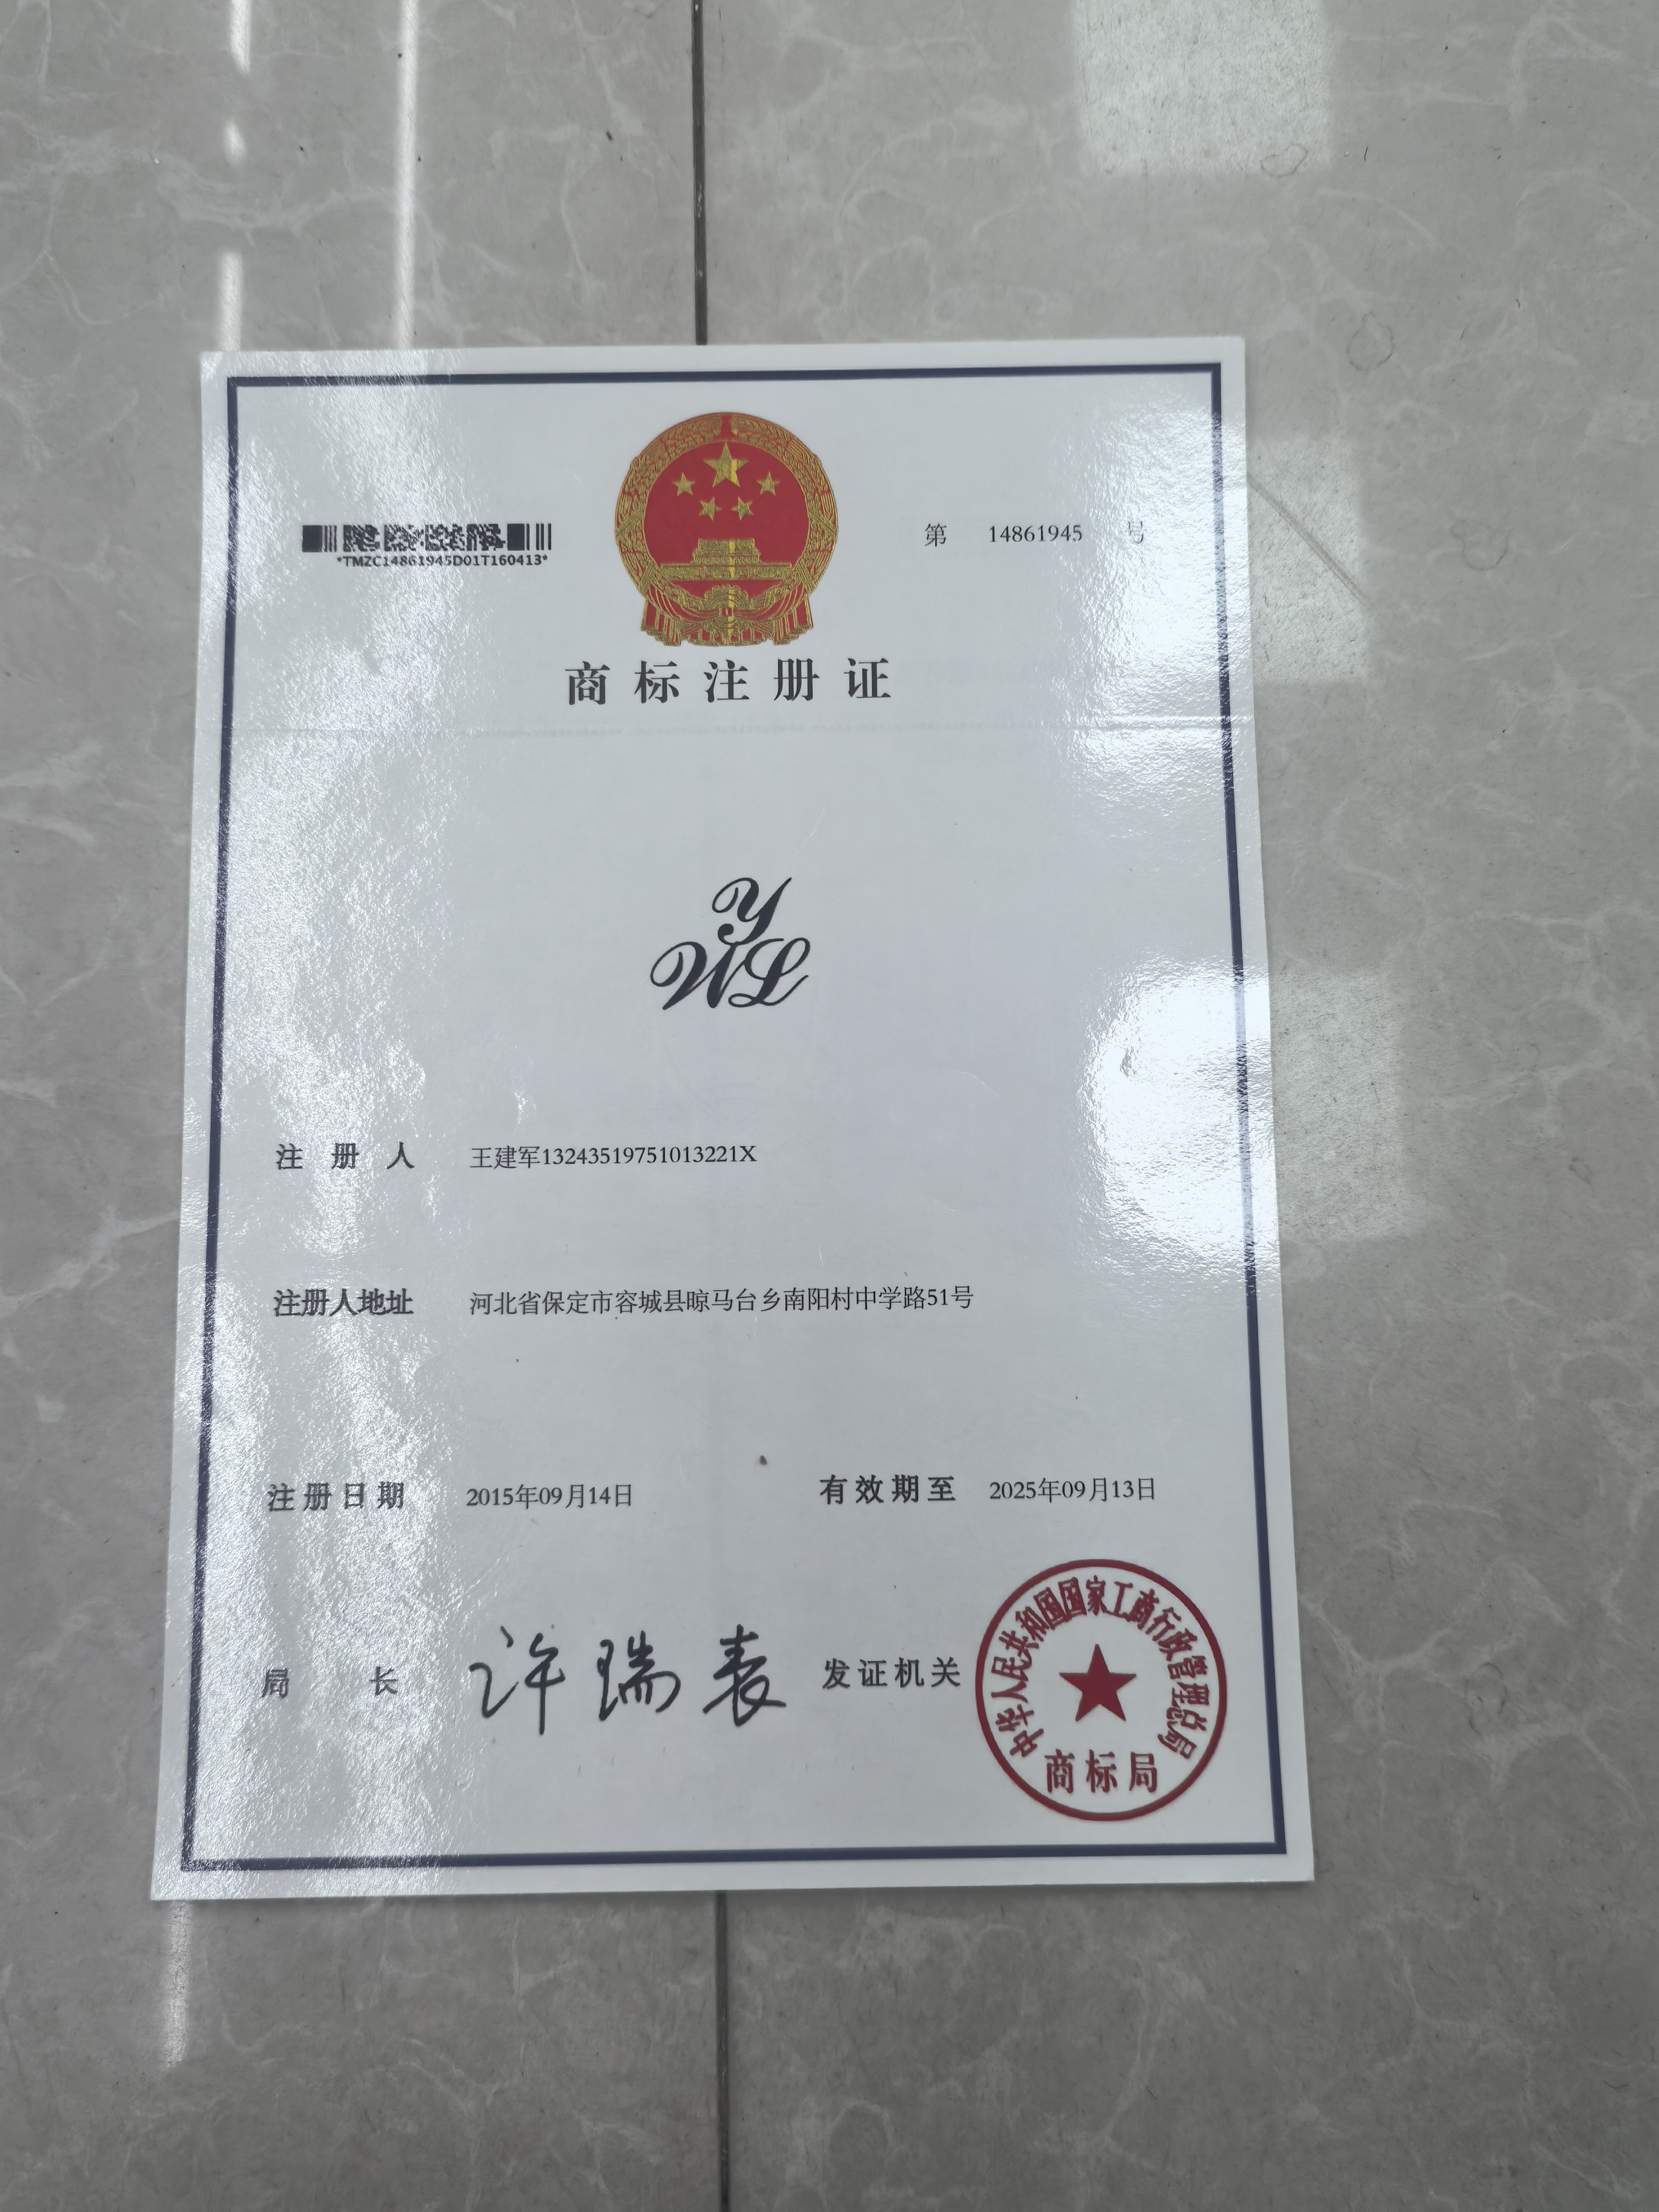 *TMZC14861945D01T160413*
第 14861945 号
商标注册证
Y
WL
注册人 王建军13243519751013221X
注册人地址 河北省保定市容城县晾马台乡南阳村中学路51号
注册日期 2015年09月14日 有效期至 2025年09月13日
局长 许瑞表 发证机关
中华人民共和国国家工商行政管理总局
商标局